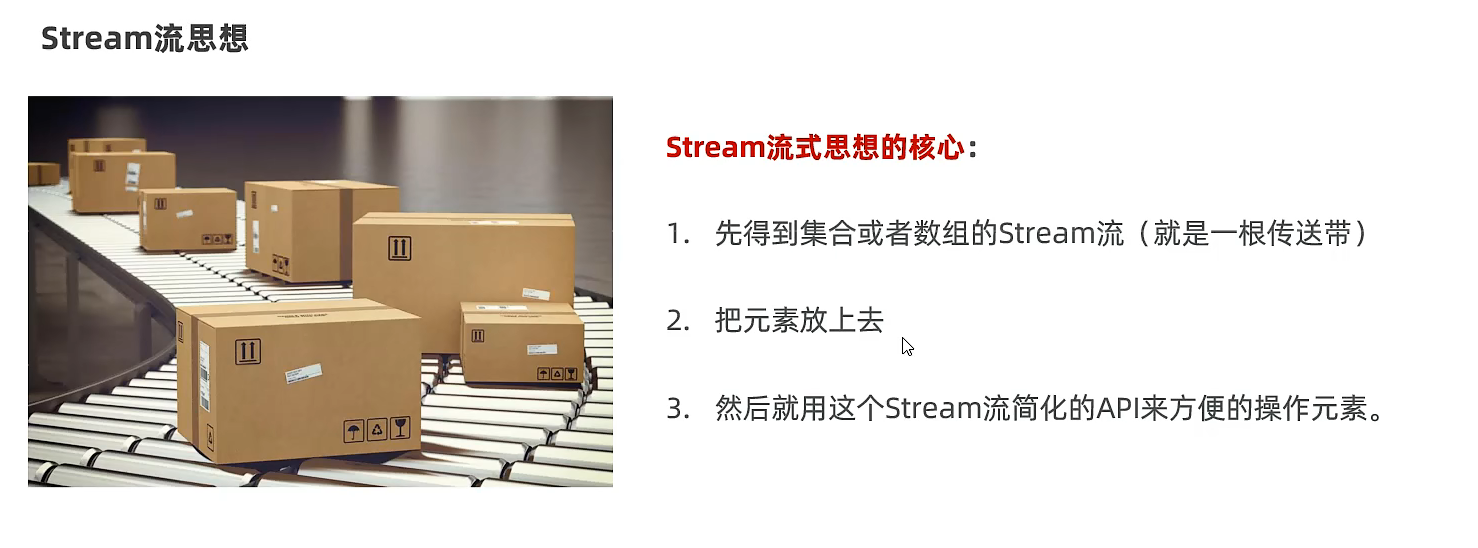 Stream流思想
Stream流式思想的核心：
1. 先得到集合或者数组的Stream流（就是一根传送带）
2. 把元素放上去
3. 然后就用这个Stream流简化的API来方便的操作元素。